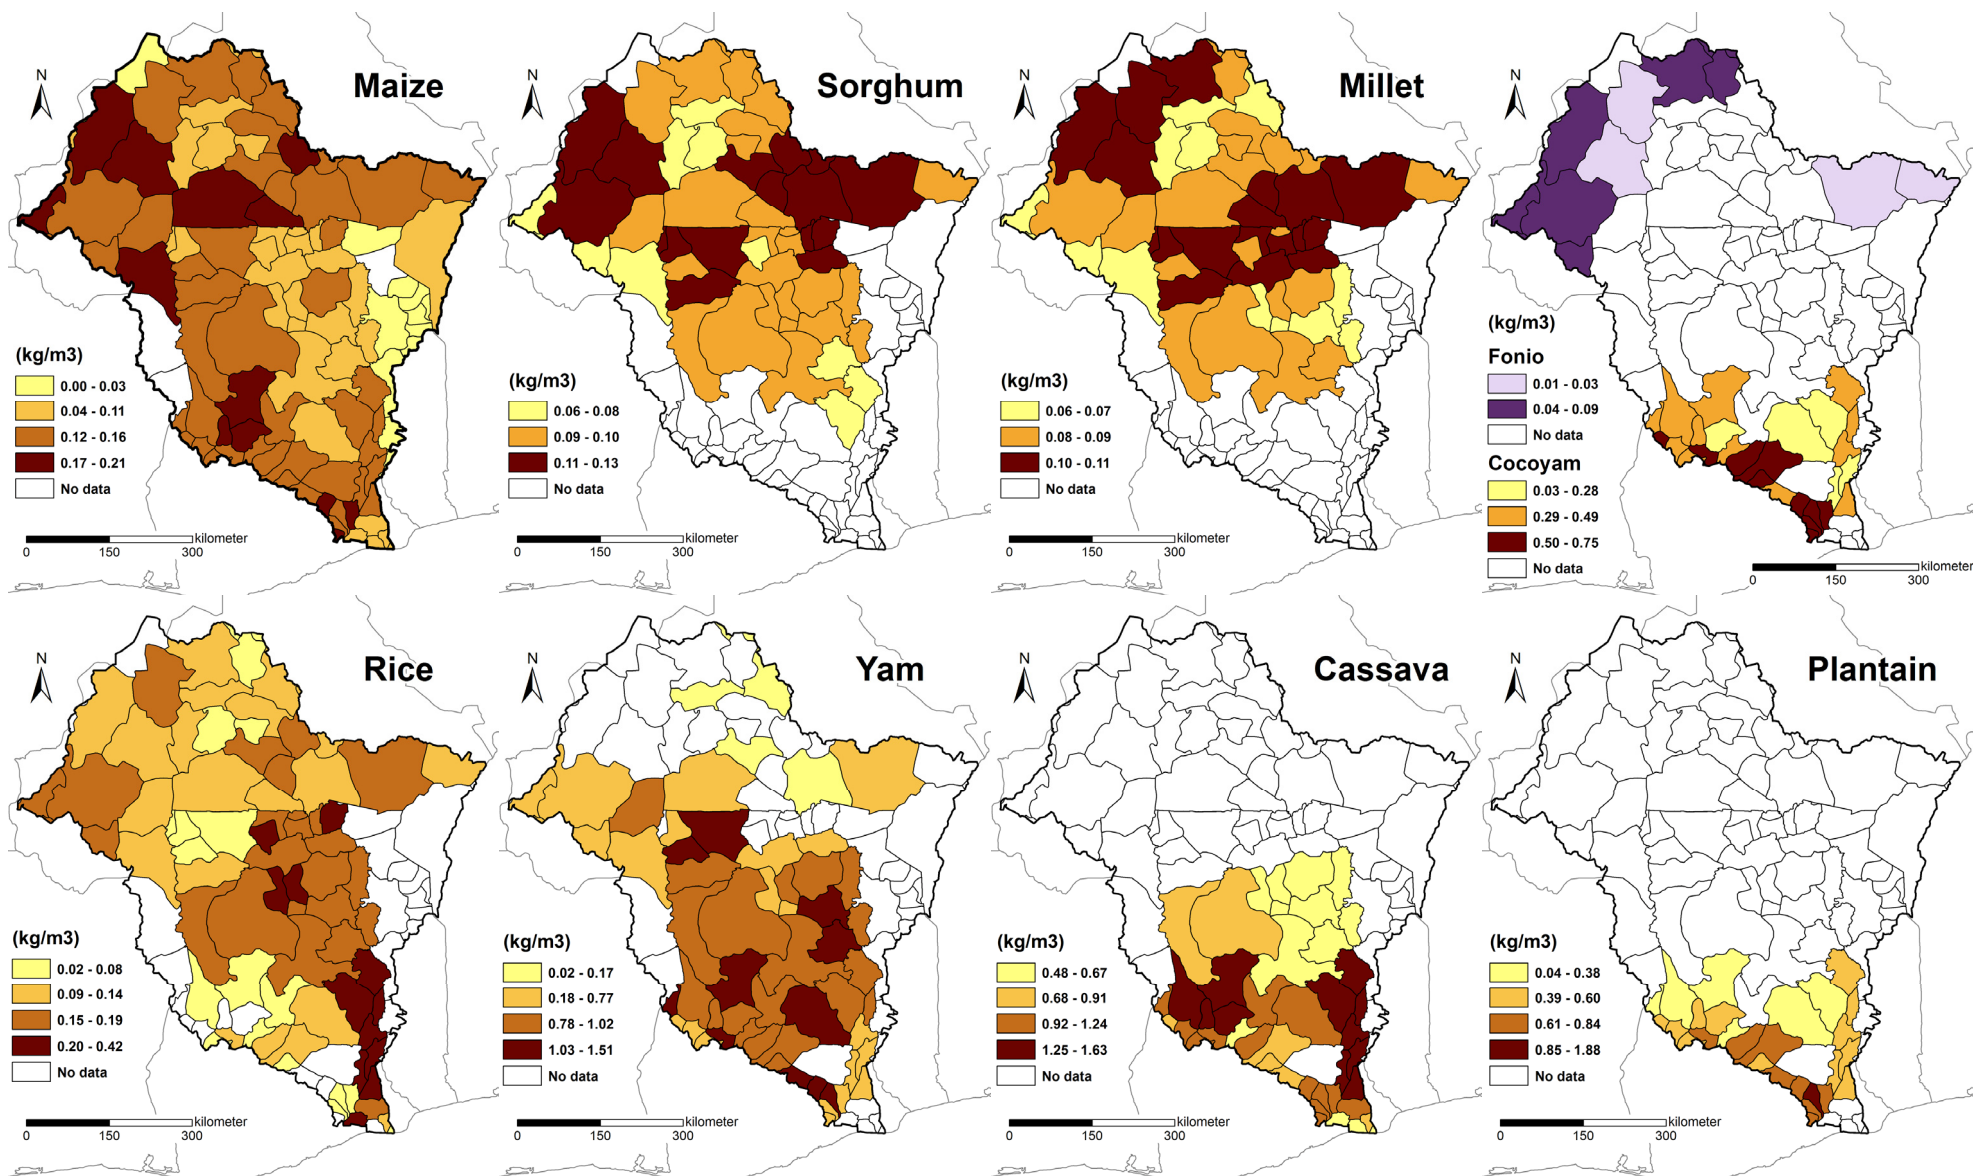 N
Maize
(kg/m3)
0.00 - 0.03
0.04 - 0.11
0.12 - 0.16
0.17 - 0.21
No data
kilometer
0 150 300
N
Sorghum
(kg/m3)
0.06 - 0.08
0.09 - 0.10
0.11 - 0.13
No data
kilometer
0 150 300
N
Millet
(kg/m3)
0.06 - 0.07
0.08 - 0.09
0.10 - 0.11
No data
kilometer
0 150 300
N
(kg/m3)
Fonio
0.01 - 0.03
0.04 - 0.09
No data
Cocoyam
0.03 - 0.28
0.29 - 0.49
0.50 - 0.75
No data
kilometer
0 150 300
N
Rice
(kg/m3)
0.02 - 0.08
0.09 - 0.14
0.15 - 0.19
0.20 - 0.42
No data
kilometer
0 150 300
N
Yam
(kg/m3)
0.02 - 0.17
0.18 - 0.77
0.78 - 1.02
1.03 - 1.51
No data
kilometer
0 150 300
N
Cassava
(kg/m3)
0.48 - 0.67
0.68 - 0.91
0.92 - 1.24
1.25 - 1.63
No data
kilometer
0 150 300
N
Plantain
(kg/m3)
0.04 - 0.38
0.39 - 0.60
0.61 - 0.84
0.85 - 1.88
No data
kilometer
0 150 300